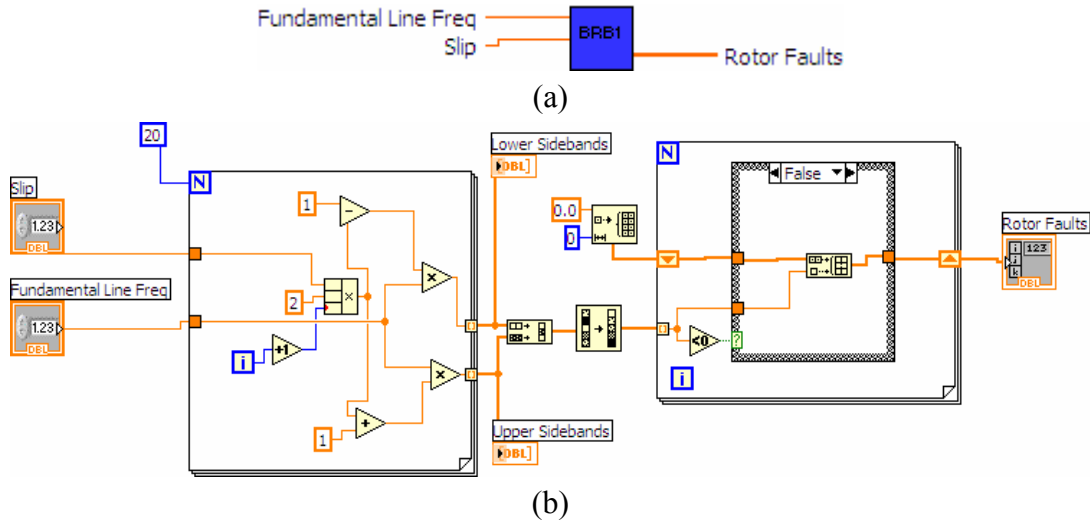 Fundamental Line Freq
BRB1
Slip
Rotor Faults
(a)
20
Lower Sidebands
DBL]
N
N
False
Slip
1.23
DBL
1
0.0
0
Rotor Faults
i
123
j
k
DBL
Fundamental Line Freq
1.23
DBL
2
×
×
<0
?
i
+1
×
i
+
1
Upper Sidebands
DBL]
(b)